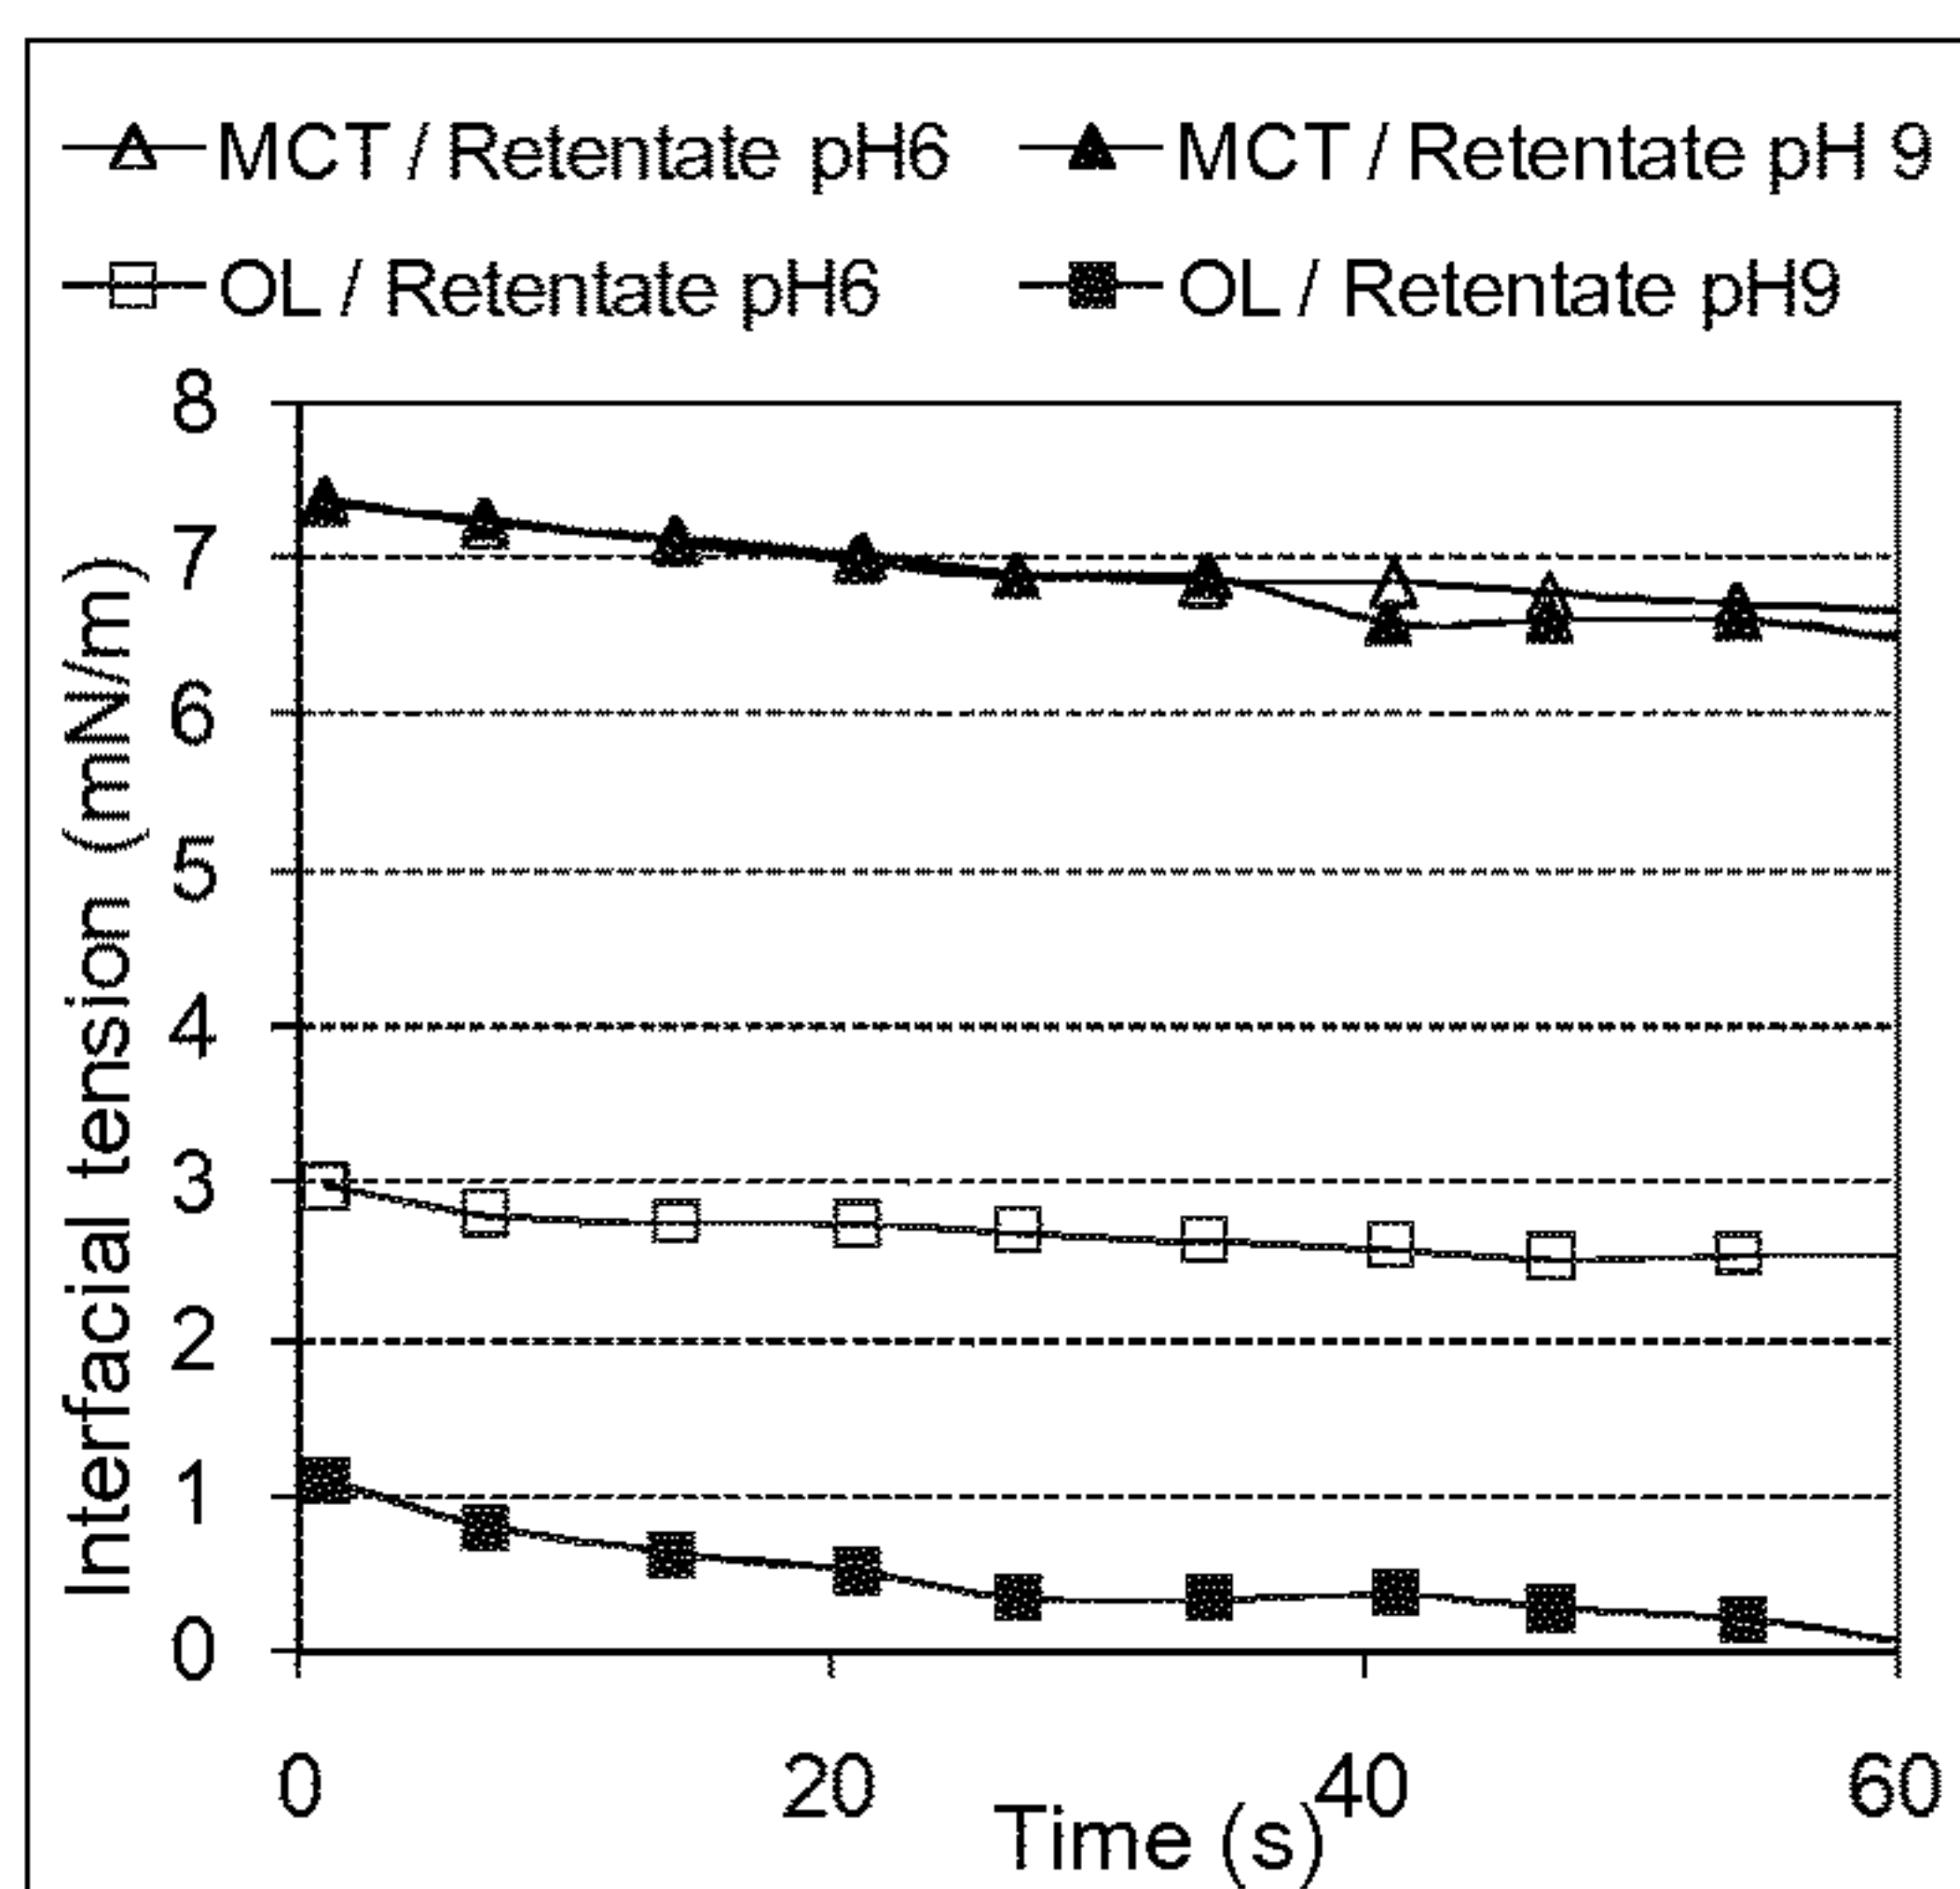 MCT / Retentate pH6
MCT / Retentate pH 9
OL / Retentate pH6
OL / Retentate pH9
Interfacial tension (mN/m)
8
7
6
5
4
3
2
1
0
0
20
40
60
Time (s)